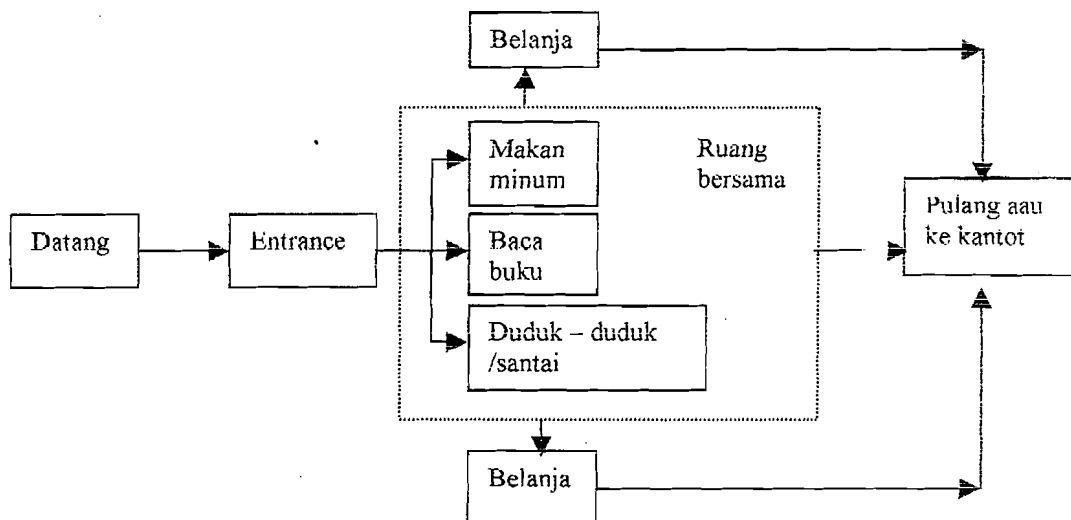 Belanja
Makan
minum
Ruang
bersama
Datang
Entrance
Baca
buku
Pulang aau
ke kantot
Duduk – duduk
/santai
Belanja